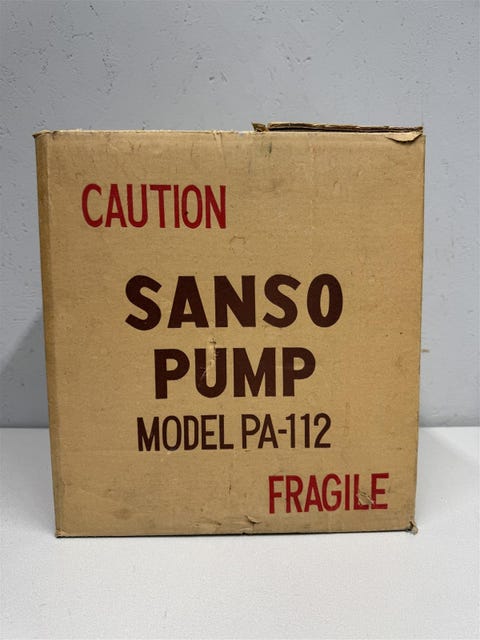 CAUTION
SANSO
PUMP
MODEL PA-112
FRAGILE